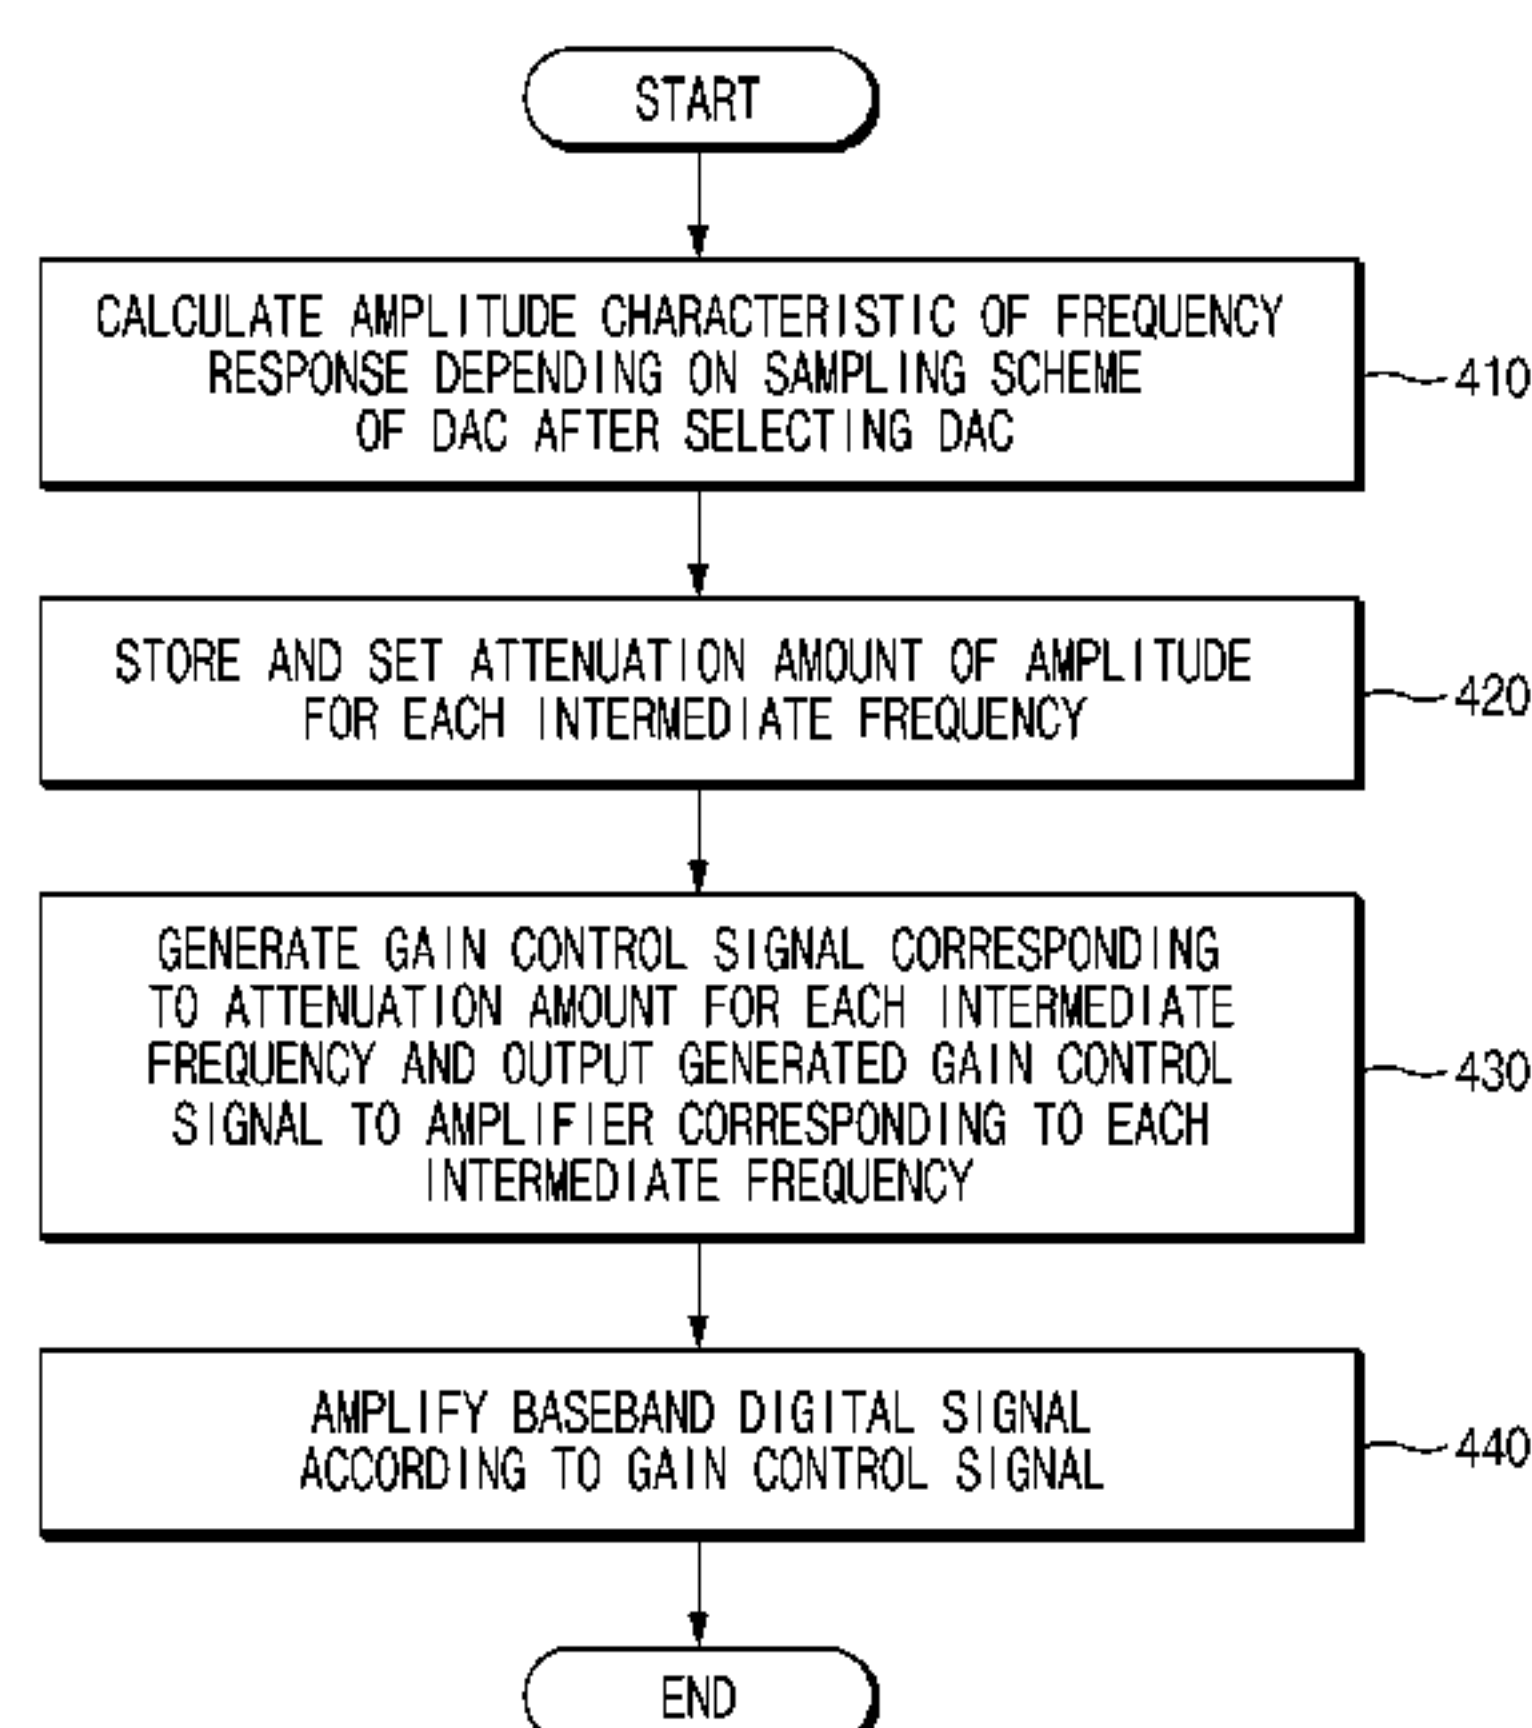 START
CALCULATE AMPLITUDE CHARACTERISTIC OF FREQUENCY
RESPONSE DEPENDING ON SAMPLING SCHEME
OF DAC AFTER SELECTING DAC
410
STORE AND SET ATTENUATION AMOUNT OF AMPLITUDE
FOR EACH INTERMEDIATE FREQUENCY
420
GENERATE GAIN CONTROL SIGNAL CORRESPONDING
TO ATTENUATION AMOUNT FOR EACH INTERMEDIATE
FREQUENCY AND OUTPUT GENERATED GAIN CONTROL
SIGNAL TO AMPLIFIER CORRESPONDING TO EACH
INTERMEDIATE FREQUENCY
430
AMPLIFY BASEBAND DIGITAL SIGNAL
ACCORDING TO GAIN CONTROL SIGNAL
440
END